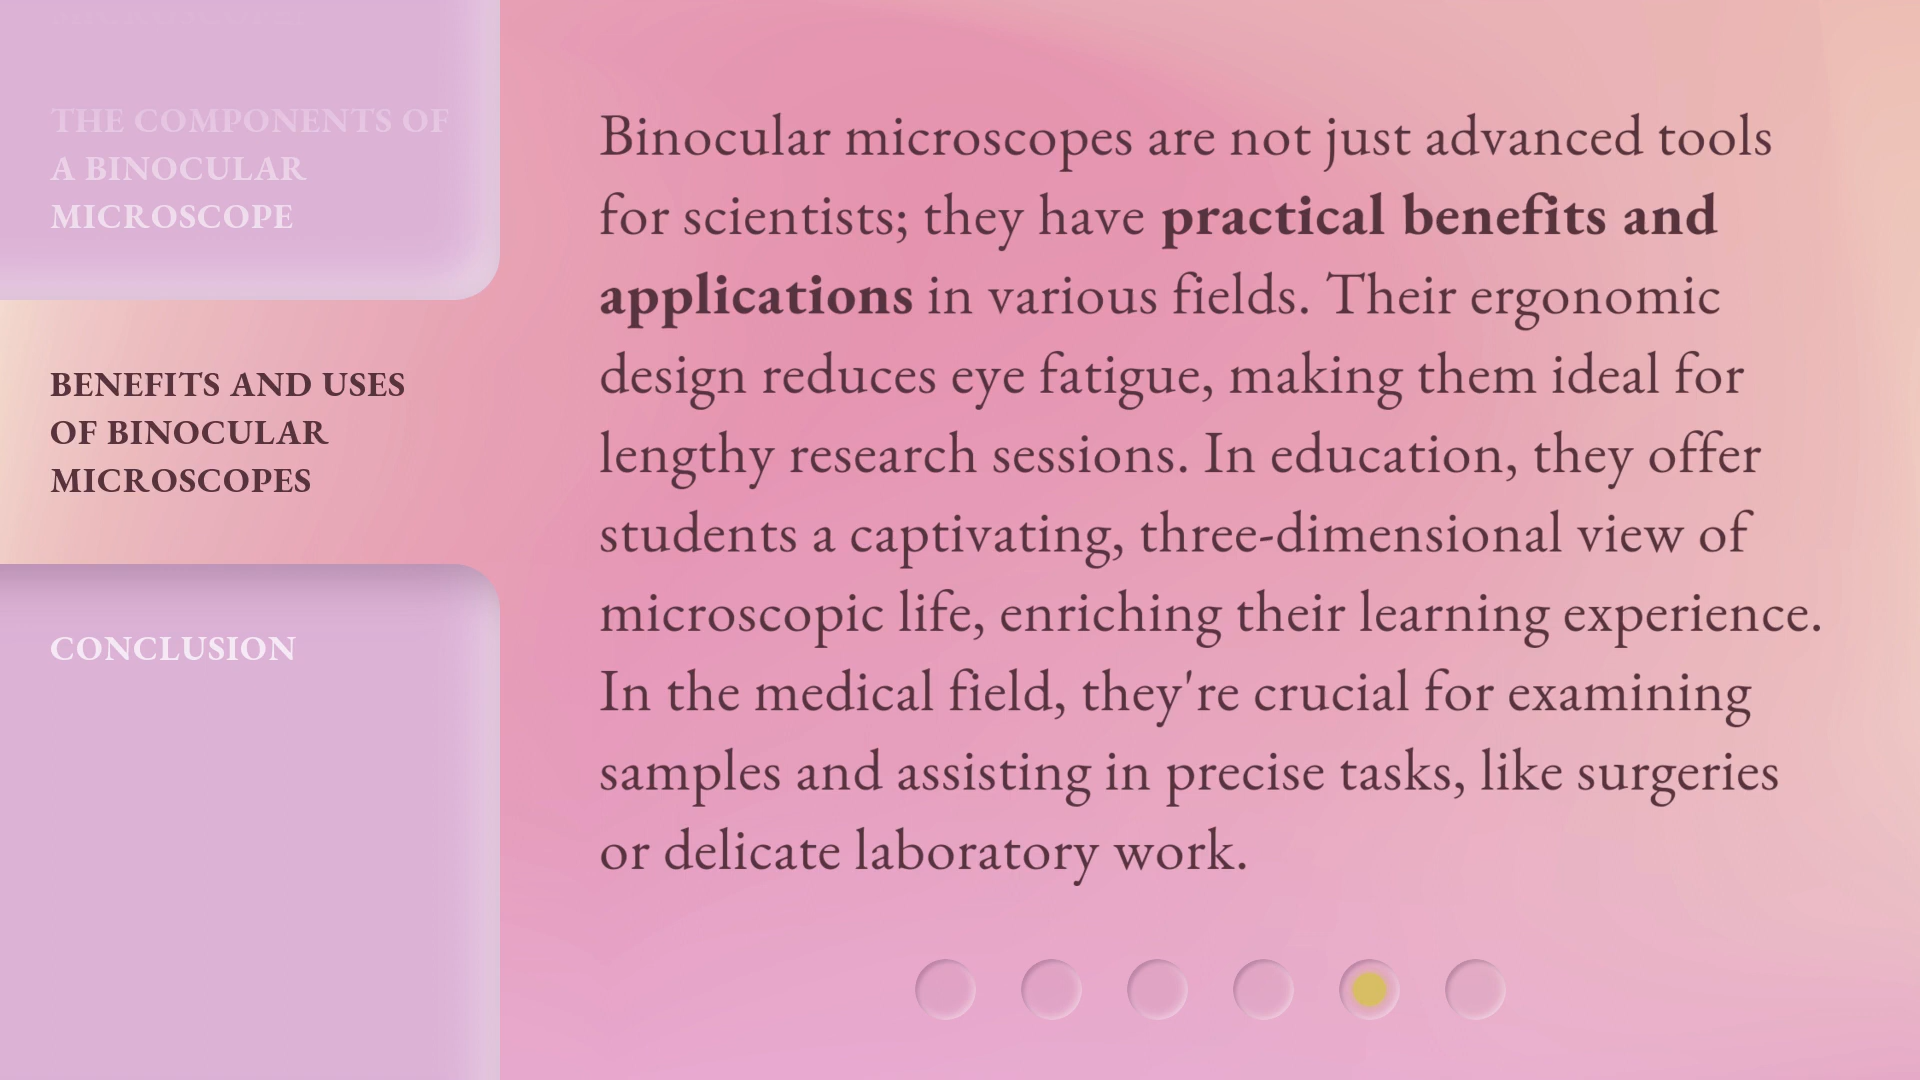 THE COMPONENTS OF
A BINOCULAR
MICROSCOPE
BENEFITS AND USES
OF BINOCULAR
MICROSCOPES
CONCLUSION
Binocular microscopes are not just advanced tools
for scientists; they have practical benefits and
applications in various fields. Their ergonomic
design reduces eye fatigue, making them ideal for
lengthy research sessions. In education, they offer
students a captivating, three-dimensional view of
microscopic life, enriching their learning experience.
In the medical field, they're crucial for examining
samples and assisting in precise tasks, like surgeries
or delicate laboratory work.